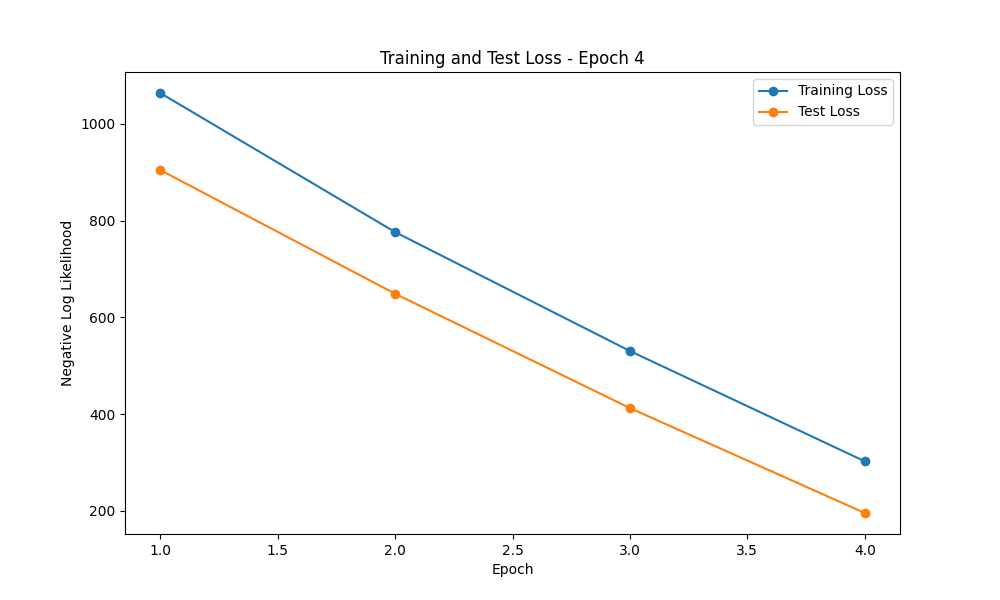 Training and Test Loss - Epoch 4
Training Loss
Test Loss
Negative Log Likelihood
1000
800
600
400
200
1.0 1.5 2.0 2.5 3.0 3.5 4.0
Epoch